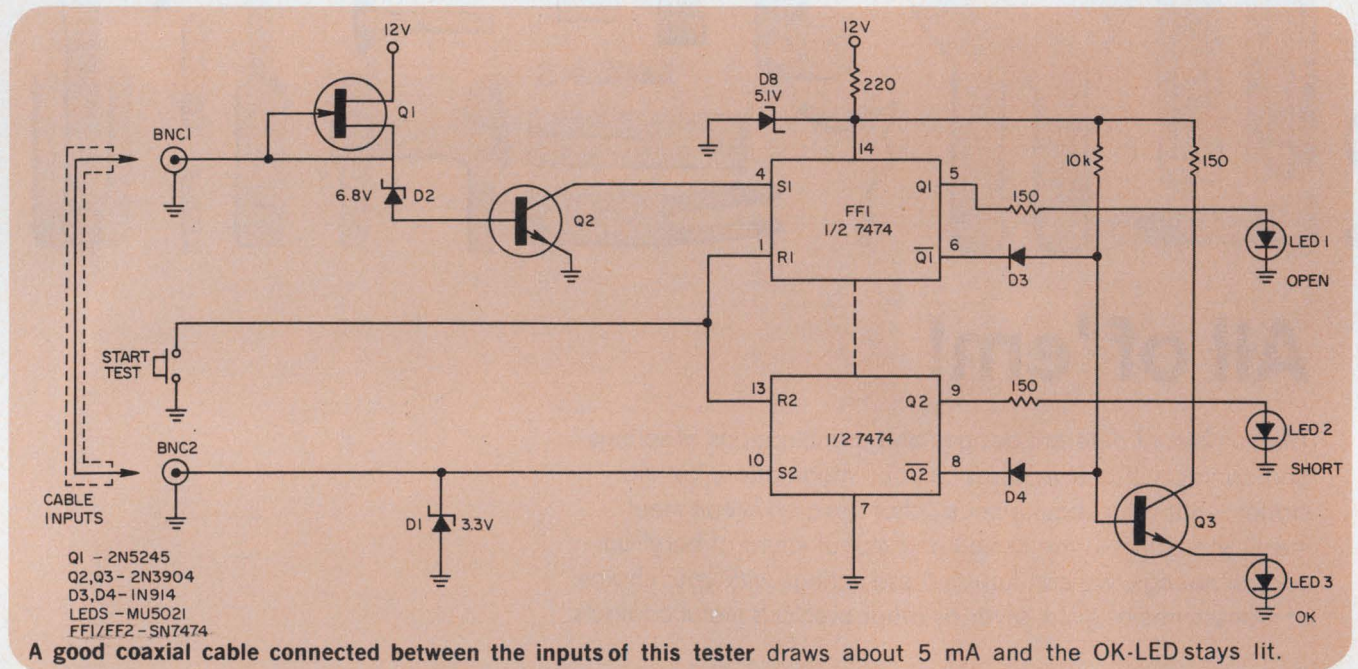 12V
12V
D8
5.1V
220
Q1
BNC1
14
10k
150
4
S1
Q1
5
150
6.8V
D2
FF1
1/2 7474
Q2
LED 1
1
R1
Q1
6
D3
OPEN
START
TEST
13
R2
Q2
9
150
BNC2
1/2 7474
LED 2
10
S2
Q2
8
SHORT
CABLE
INPUTS
D1
3.3V
7
D4
Q3
Q1 – 2N5245
Q2,Q3 – 2N3904
D3,D4 – 1N914
LEDS – MU5021
FF1/FF2 – SN7474
LED 3
OK
A good coaxial cable connected between the inputs of this tester draws about 5 mA and the OK-LED stays lit.